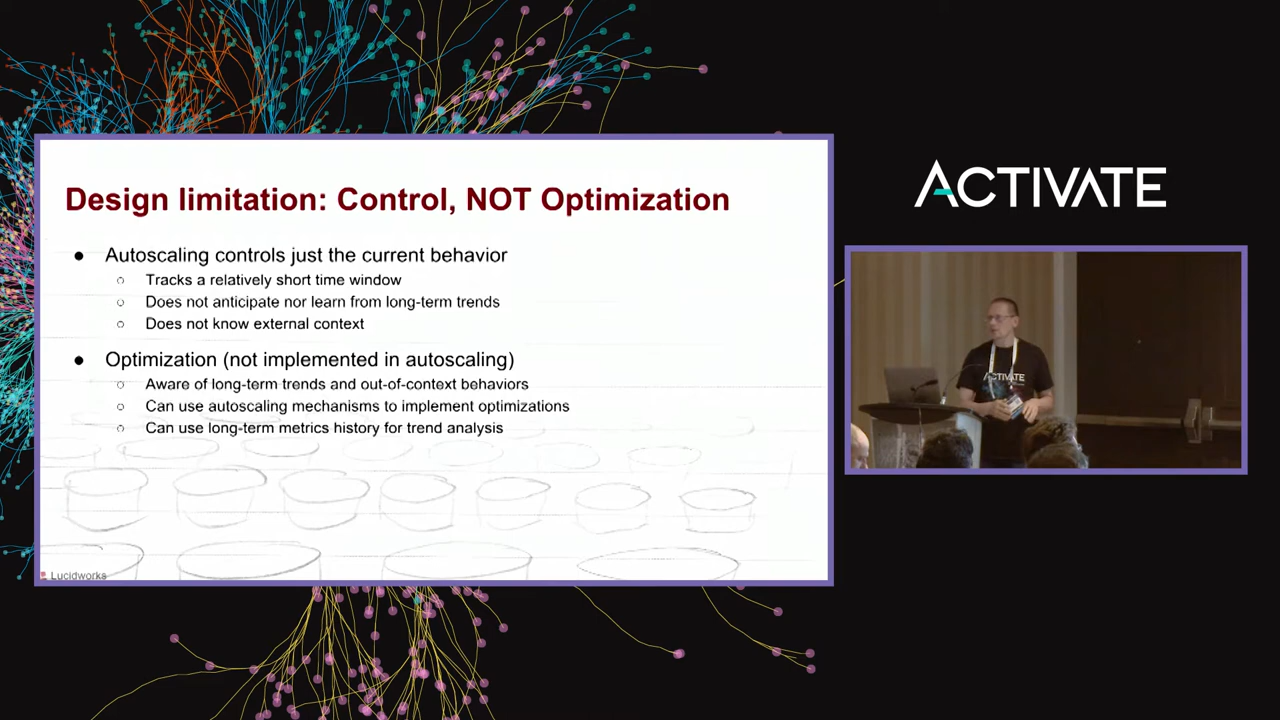 Design limitation: Control, NOT Optimization
● Autoscaling controls just the current behavior
○ Tracks a relatively short time window
○ Does not anticipate nor learn from long-term trends
○ Does not know external context
● Optimization (not implemented in autoscaling)
○ Aware of long-term trends and out-of-context behaviors
○ Can use autoscaling mechanisms to implement optimizations
○ Can use long-term metrics history for trend analysis
Lucidworks
ACTIVATE
ACTIVATE